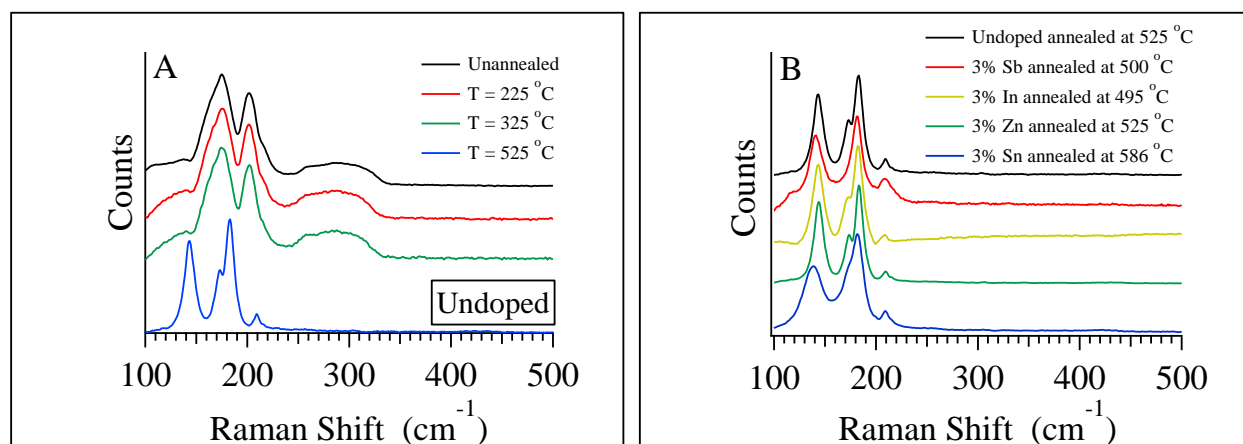 A
Unannealed
T = 225 °C
T = 325 °C
T = 525 °C
Counts
Undoped
100 200 300 400 500
Raman Shift (cm⁻¹)
B
Undoped annealed at 525 °C
3% Sb annealed at 500 °C
3% In annealed at 495 °C
3% Zn annealed at 525 °C
3% Sn annealed at 586 °C
Counts
100 200 300 400 500
Raman Shift (cm⁻¹)